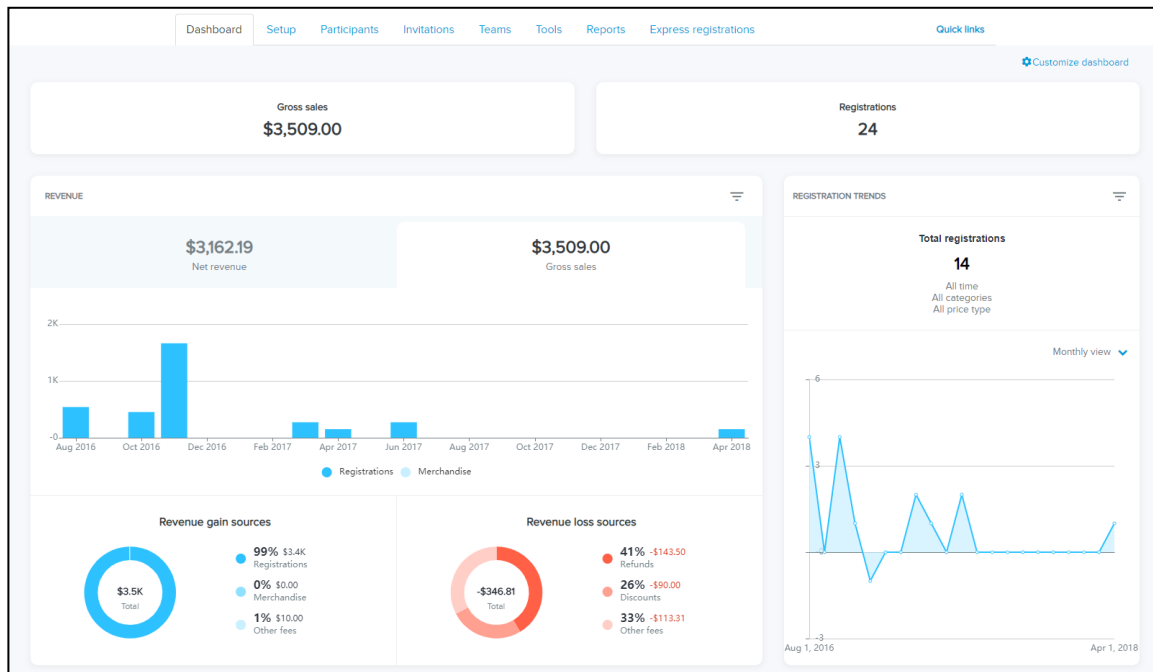 Dashboard Setup Participants Invitations Teams Tools Reports Express registrations Quick links
Customize dashboard
Gross sales
$3,509.00
Registrations
24
REVENUE
$3,162.19
Net revenue
$3,509.00
Gross sales
2K
1K
-0
Aug 2016 Oct 2016 Dec 2016 Feb 2017 Apr 2017 Jun 2017 Aug 2017 Oct 2017 Dec 2017 Feb 2018 Apr 2018
Registrations Merchandise
Revenue gain sources
$3.5K
Total
99% $3.4K
Registrations
0% $0.00
Merchandise
1% $10.00
Other fees
Revenue loss sources
-$346.81
Total
41% -$143.50
Refunds
26% -$90.00
Discounts
33% -$113.31
Other fees
REGISTRATION TRENDS
Total registrations
14
All time
All categories
All price type
Monthly view
6
3
0
-3
Aug 1, 2016 Apr 1, 2018